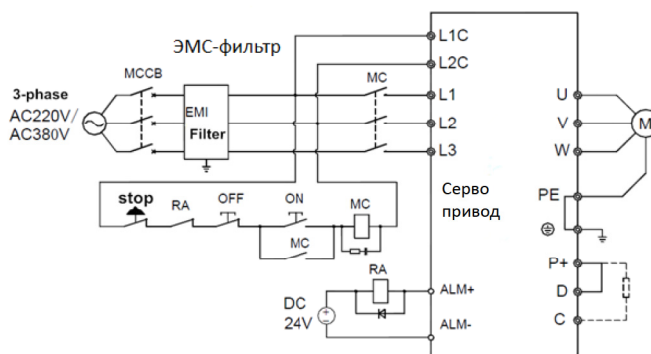 ЭМС-фильтр
L1C
L2C
MCCB
MC
3-phase
AC220V/
AC380V
EMI
Filter
L1
L2
L3
U
V
W
M
stop
RA
OFF
ON
MC
MC
Серво
привод
PE
RA
DC
24V
ALM+
ALM-
P+
D
C